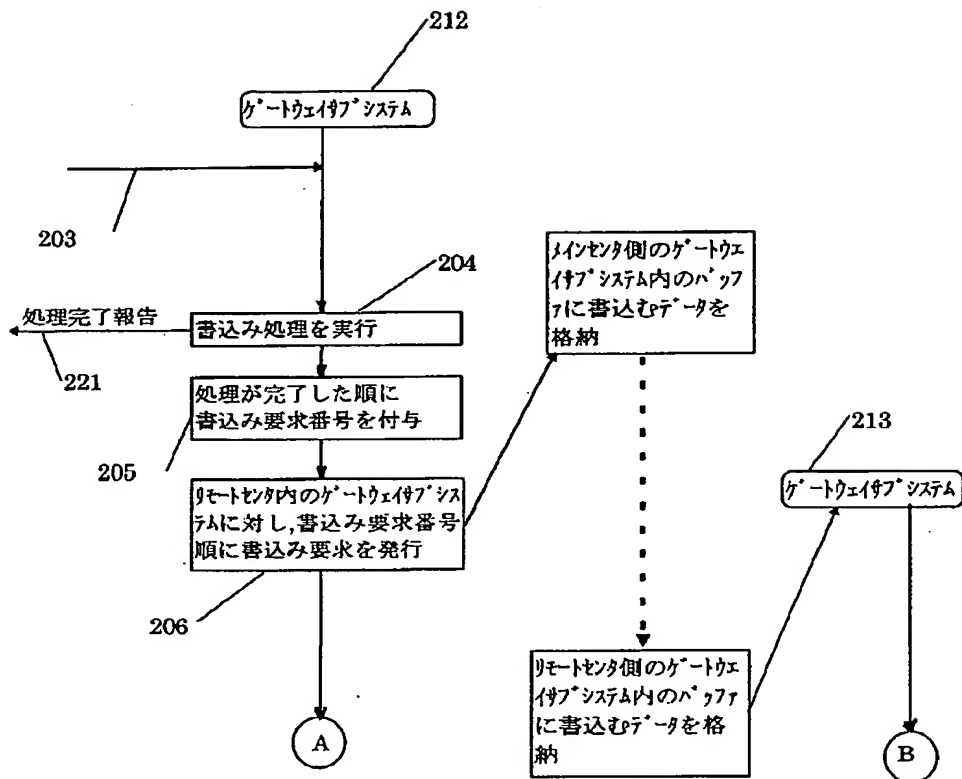 212
ｹﾞｰﾄｳｪｲｻﾌﾞｼｽﾃﾑ
203
204
処理完了報告
書込み処理を実行
221
処理が完了した順に
書込み要求番号を付与
205
ﾘﾓｰﾄｾﾝﾀ内のｹﾞｰﾄｳｪｲｻﾌﾞｼｽ
ﾃﾑに対し,書込み要求番号
順に書込み要求を発行
206
A
ﾒｲﾝｾﾝﾀ側のｹﾞｰﾄｳｴ
ｲｻﾌﾞｼｽﾃﾑ内のﾊﾞｯﾌ
ｧに書込むﾃﾞｰﾀを
格納
ﾘﾓｰﾄｾﾝﾀ側のｹﾞｰﾄｳｴ
ｲｻﾌﾞｼｽﾃﾑ内のﾊﾞｯﾌｧ
に書込むﾃﾞｰﾀを格
納
213
ｹﾞｰﾄｳｪｲｻﾌﾞｼｽﾃﾑ
B